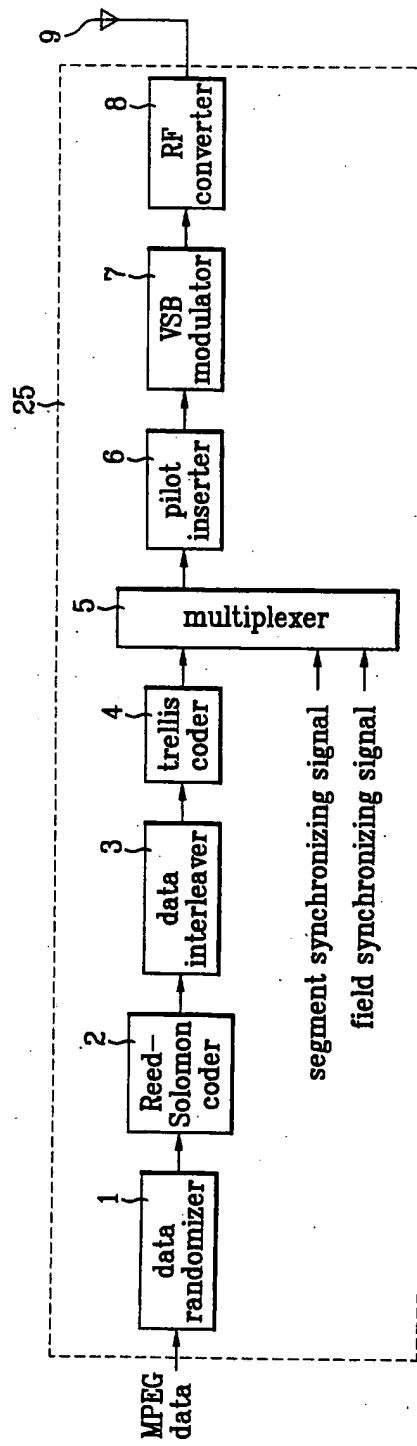 MPEG
data
1
data
randomizer
2
Reed-
Solomon
coder
3
data
interleaver
4
trellis
coder
5
multiplexer
segment synchronizing signal
field synchronizing signal
6
pilot
inserter
25
7
VSB
modulator
8
RF
converter
9